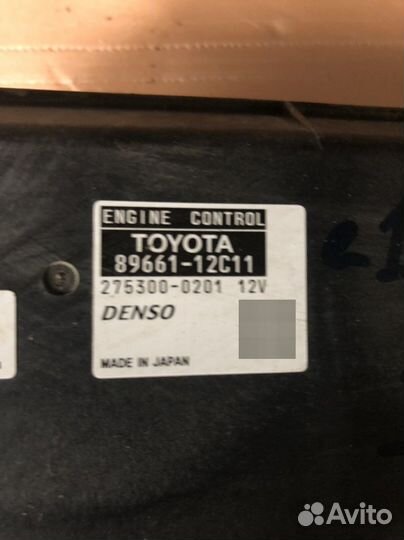 ENGINE CONTROL
TOYOTA
89661-12C11
275300-0201 12V
DENSO
MADE IN JAPAN
Avito